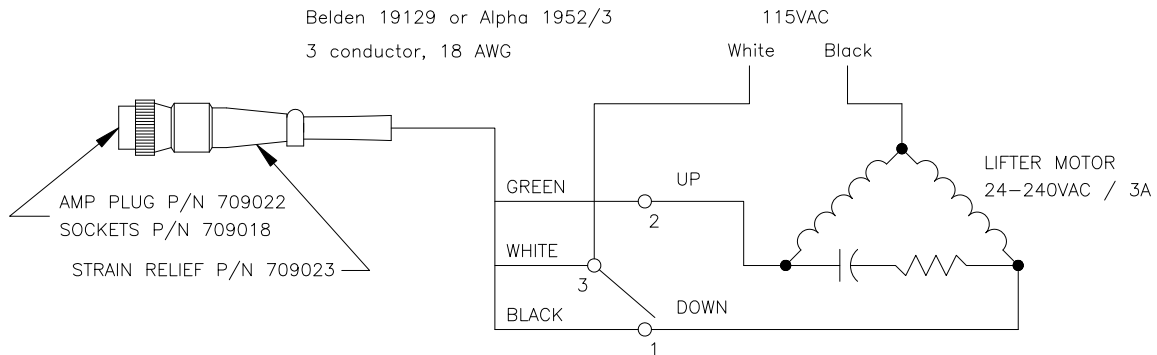 Belden 19129 or Alpha 1952/3
3 conductor, 18 AWG
115VAC
White Black
AMP PLUG P/N 709022
SOCKETS P/N 709018
STRAIN RELIEF P/N 709023
GREEN
UP
2
WHITE
3
BLACK
DOWN
1
LIFTER MOTOR
24-240VAC / 3A